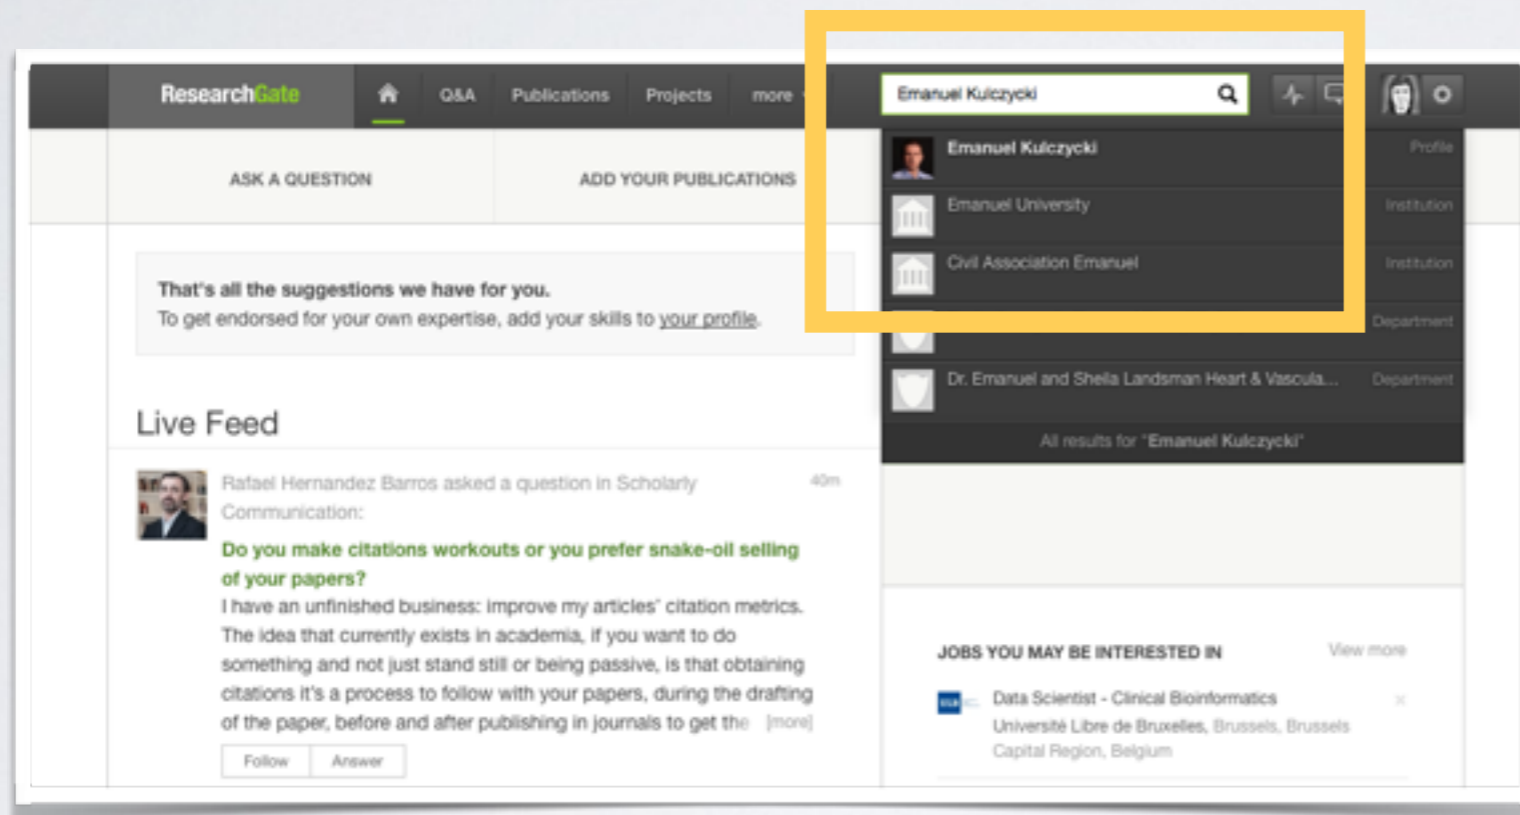 ResearchGate
Q&A
Publications
Projects
more
Emanuel Kulczycki
ASK A QUESTION
ADD YOUR PUBLICATIONS
Emanuel Kulczycki
Profile
Emanuel University
Institution
Civil Association Emanuel
Institution
Department
Dr. Emanuel and Sheila Landsman Heart & Vascula...
Department
All results for "Emanuel Kulczycki"
That's all the suggestions we have for you.
To get endorsed for your own expertise, add your skills to your profile.
Live Feed
Rafael Hernandez Barros asked a question in Scholarly
40m
Communication:
Do you make citations workouts or you prefer snake-oil selling
of your papers?
I have an unfinished business: improve my articles' citation metrics.
The idea that currently exists in academia, if you want to do
something and not just stand still or being passive, is that obtaining
citations it's a process to follow with your papers, during the drafting
of the paper, before and after publishing in journals to get the [more]
Follow
Answer
JOBS YOU MAY BE INTERESTED IN
View more
Data Scientist - Clinical Bioinformatics
Université Libre de Bruxelles, Brussels, Brussels
Capital Region, Belgium